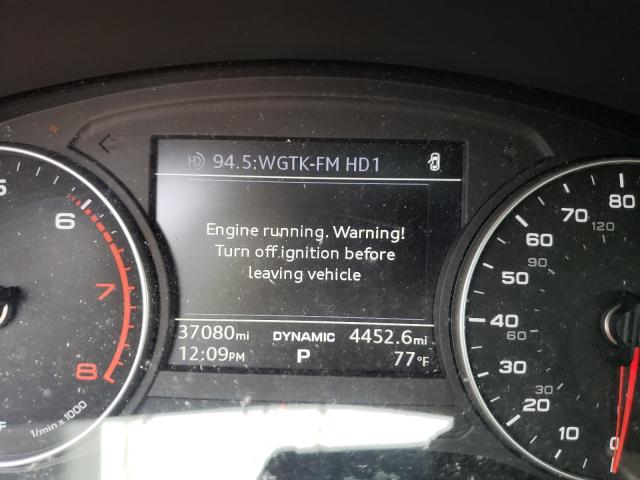 HD 94.5:WGTK-FM HD1
Engine running. Warning!
Turn off ignition before
leaving vehicle
37080mi DYNAMIC 4452.6mi
12:09PM P 77°F
5
6
7
8
1/min x 1000
F
80
120
70
60
90
50
40
60
30
30
20
10
0